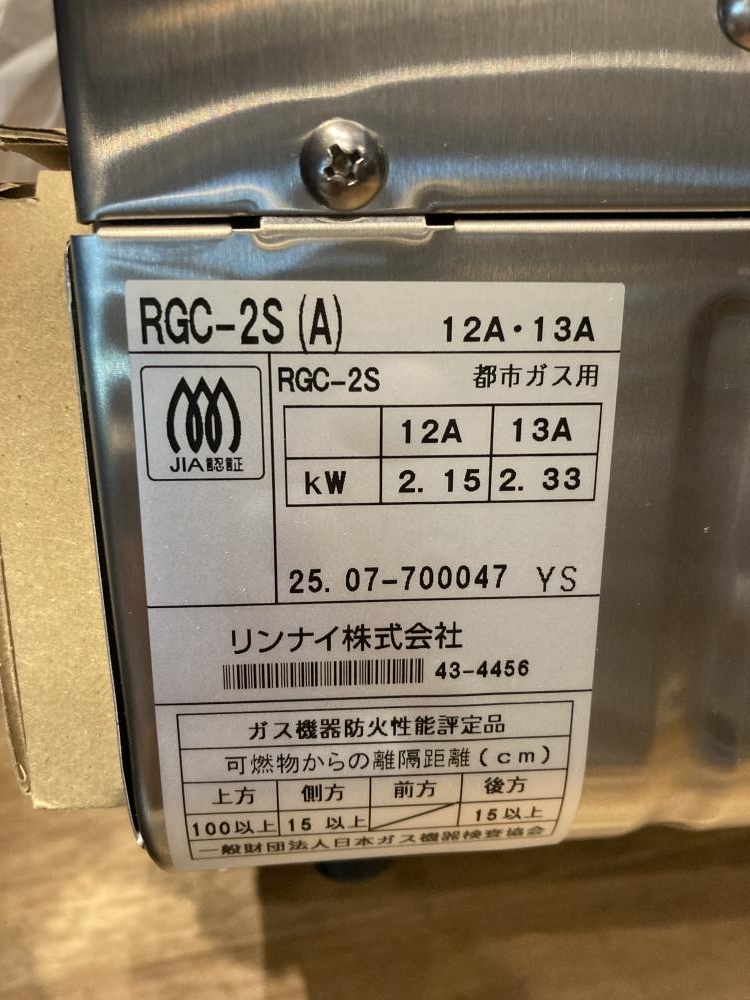 RGC-2S(A) 12A・13A
JIA認証
RGC-2S 都市ガス用
12A 13A
kW 2.15 2.33
25.07-700047 YS
リンナイ株式会社
43-4456
ガス機器防火性能評定品
可燃物からの離隔距離(cm)
上方 側方 前方 後方
100以上 15以上 15以上
一般財団法人日本ガス機器検査協会